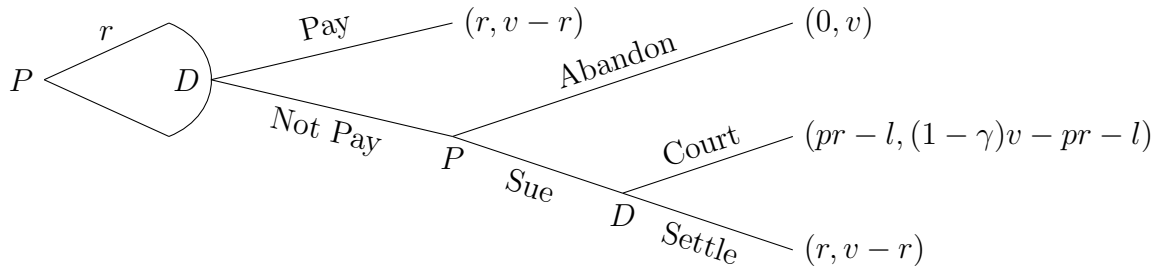 P
r
D
Pay
(r, v − r)
Not Pay
P
Abandon
(0, v)
Sue
D
Court
(pr − l, (1 − γ)v − pr − l)
Settle
(r, v − r)